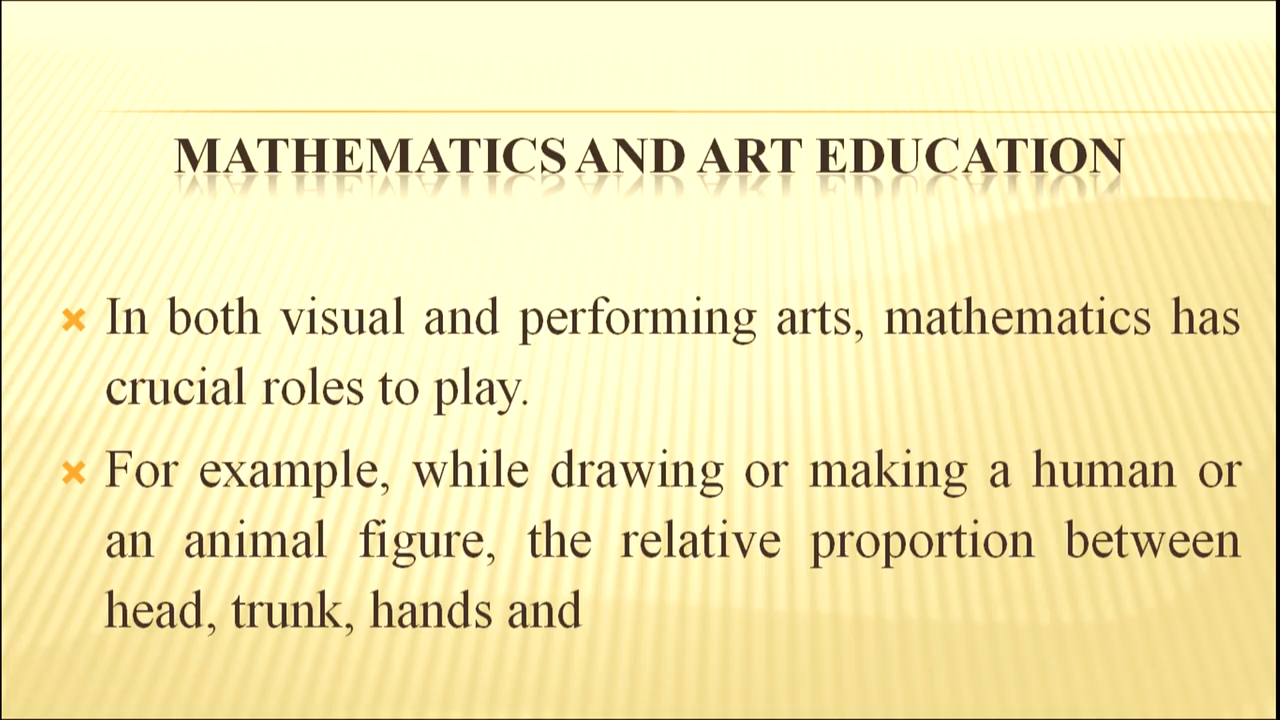 MATHEMATICS AND ART EDUCATION
In both visual and performing arts, mathematics has
crucial roles to play.
For example, while drawing or making a human or
an animal figure, the relative proportion between
head, trunk, hands and